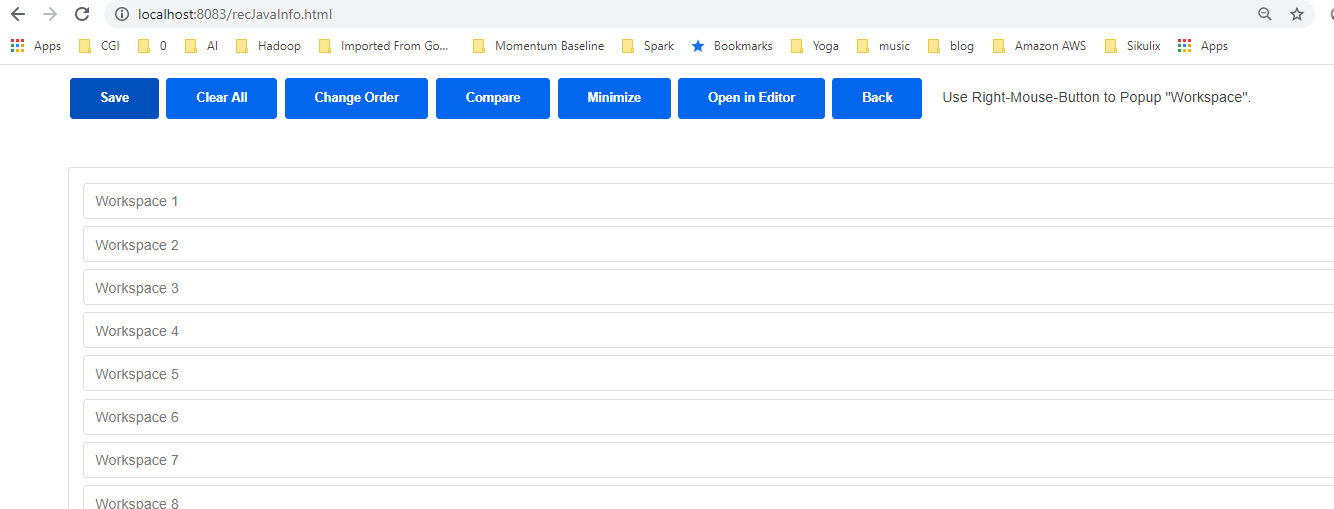 localhost:8083/recJavaInfo.html
Apps CGI 0 AI Hadoop Imported From Go... Momentum Baseline Spark Bookmarks Yoga music blog Amazon AWS Sikulix Apps
Save Clear All Change Order Compare Minimize Open in Editor Back Use Right-Mouse-Button to Popup "Workspace".
Workspace 1
Workspace 2
Workspace 3
Workspace 4
Workspace 5
Workspace 6
Workspace 7
Workspace 8